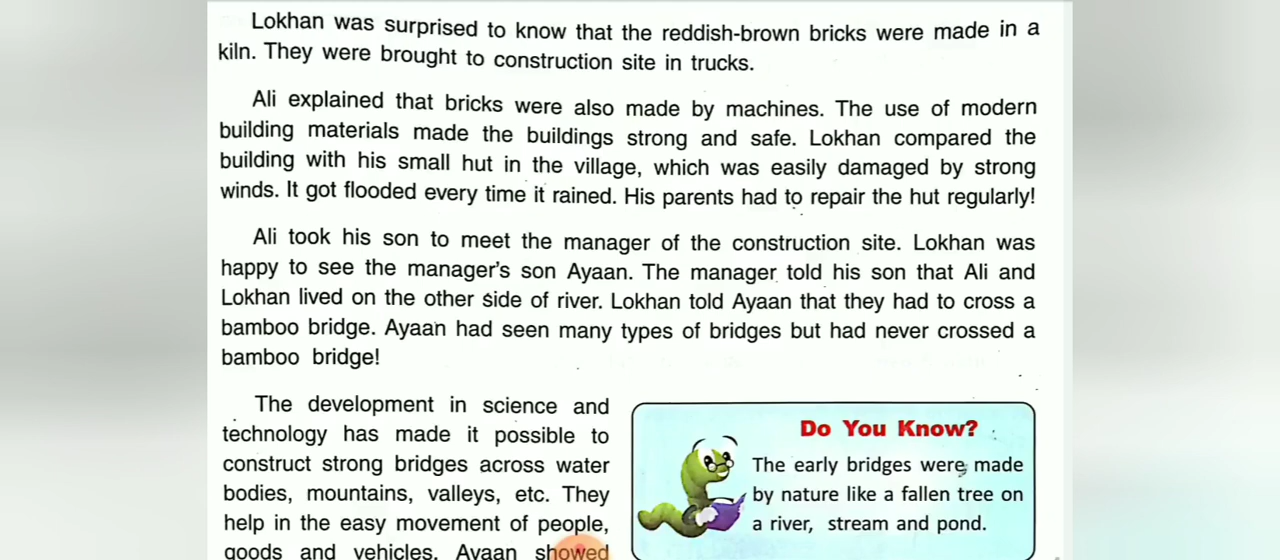 Lokhan was surprised to know that the reddish-brown bricks were made in a
kiln. They were brought to construction site in trucks.
Ali explained that bricks were also made by machines. The use of modern
building materials made the buildings strong and safe. Lokhan compared the
building with his small hut in the village, which was easily damaged by strong
winds. It got flooded every time it rained. His parents had to repair the hut regularly!
Ali took his son to meet the manager of the construction site. Lokhan was
happy to see the manager's son Ayaan. The manager told his son that Ali and
Lokhan lived on the other side of river. Lokhan told Ayaan that they had to cross a
bamboo bridge. Ayaan had seen many types of bridges but had never crossed a
bamboo bridge!
The development in science and
technology has made it possible to
construct strong bridges across water
bodies, mountains, valleys, etc. They
help in the easy movement of people,
goods and vehicles. Ayaan showed
Do You Know?
The early bridges were made
by nature like a fallen tree on
a river, stream and pond.